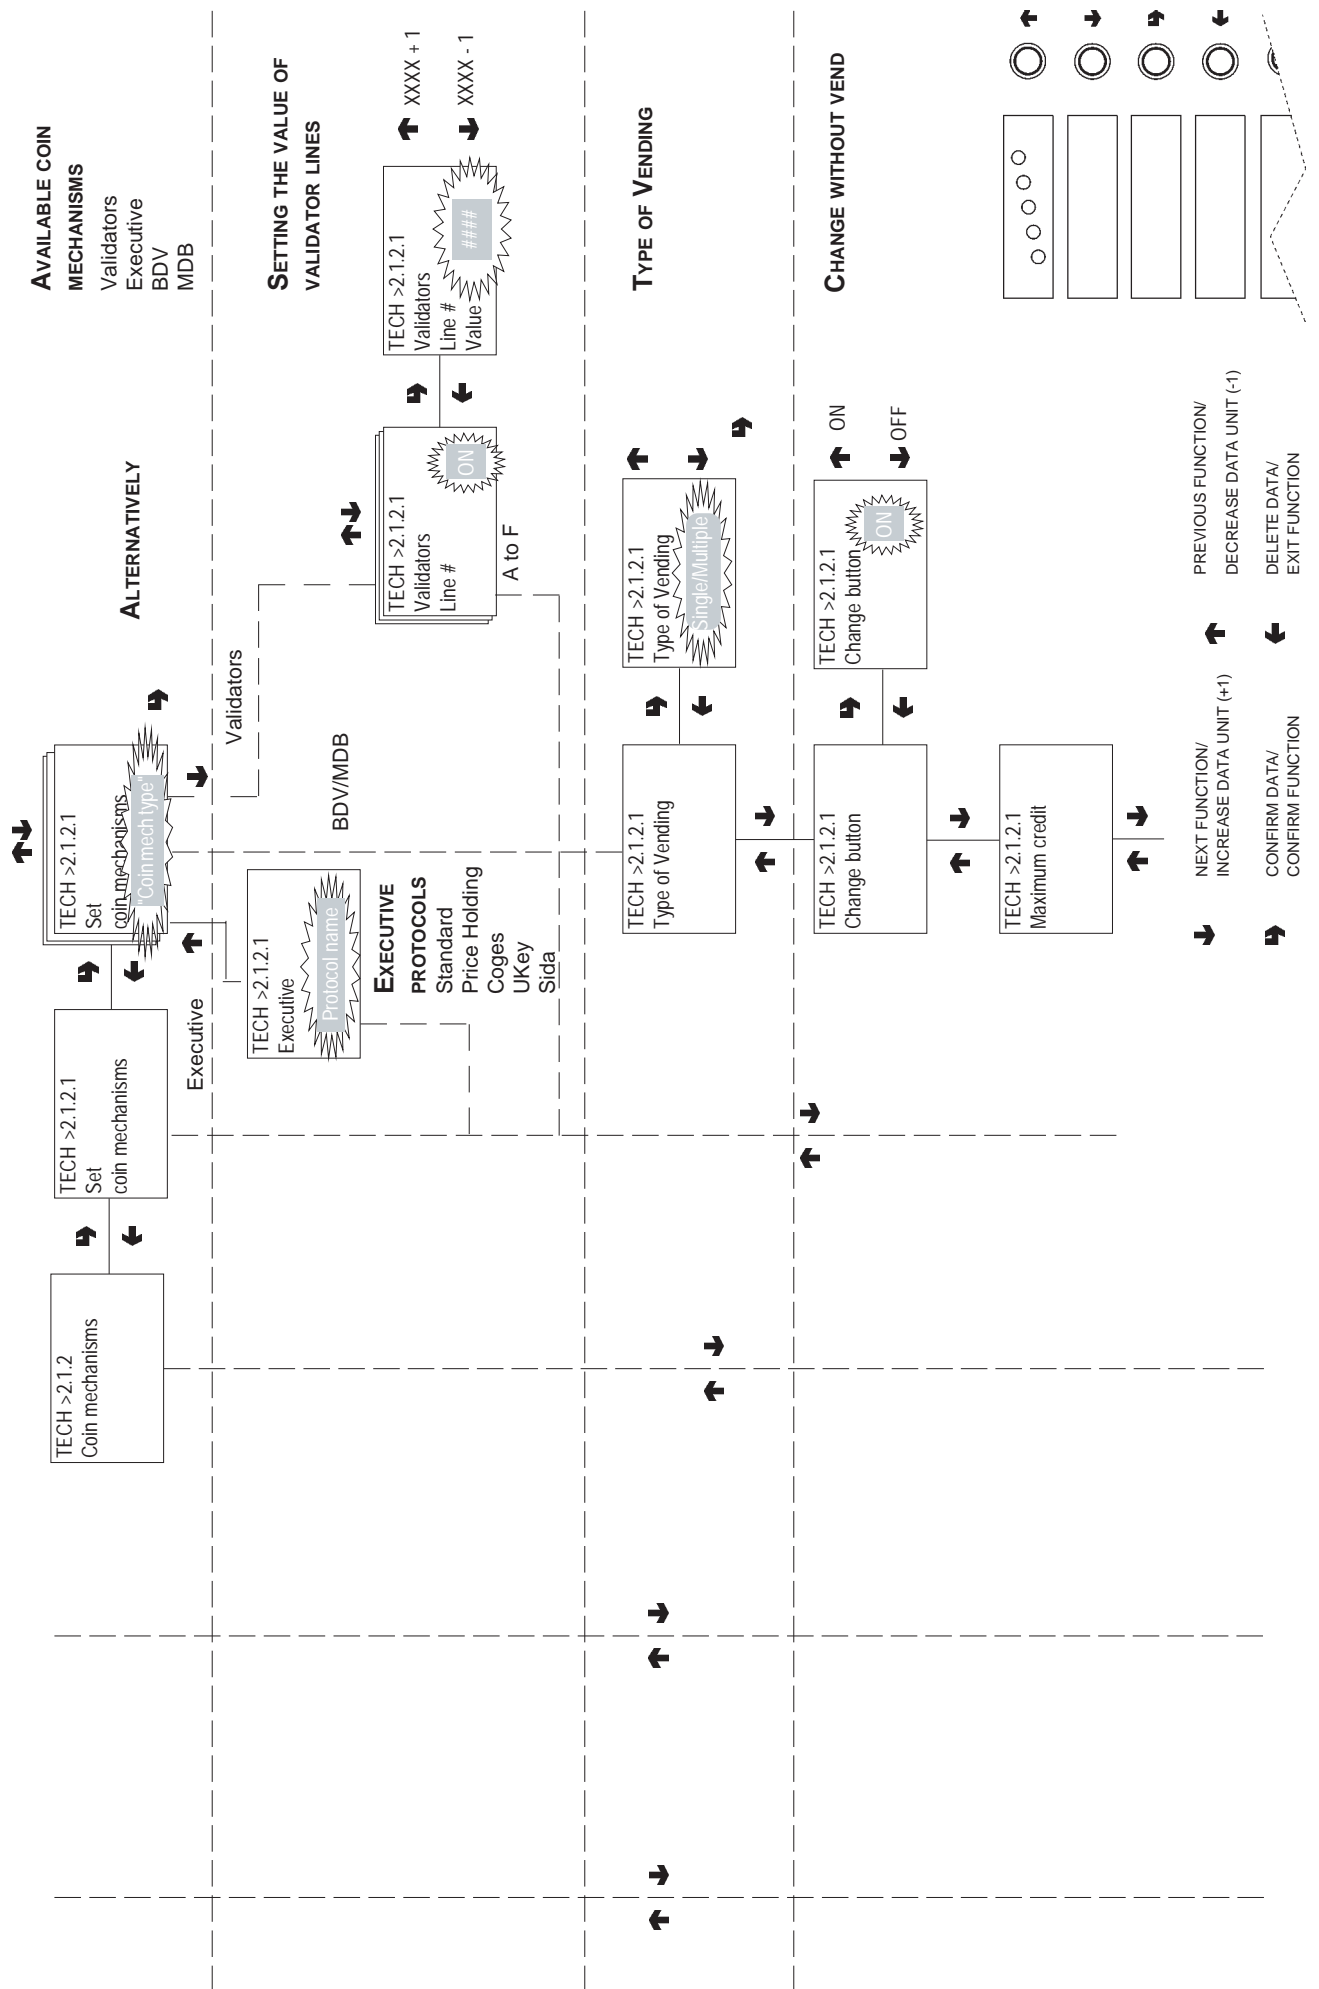 AVAILABLE COIN
MECHANISMS
Validators
Executive
BDV
MDB
ALTERNATIVELY
TECH >2.1.2
Coin mechanisms
TECH >2.1.2.1
Set
coin mechanisms
TECH >2.1.2.1
Set
coin mechanisms
"Coin mech type"
Executive
Validators
BDV/MDB
SETTING THE VALUE OF
VALIDATOR LINES
TECH >2.1.2.1
Executive
Protocol name
EXECUTIVE
PROTOCOLS
Standard
Price Holding
Coges
UKey
Sida
TECH >2.1.2.1
Validators
Line #
ON
A to F
TECH >2.1.2.1
Validators
Line #
Value
####
XXXX + 1
XXXX - 1
TYPE OF VENDING
TECH >2.1.2.1
Type of Vending
TECH >2.1.2.1
Type of Vending
Single/Multiple
CHANGE WITHOUT VEND
TECH >2.1.2.1
Change button
TECH >2.1.2.1
Change button
ON
ON
OFF
TECH >2.1.2.1
Maximum credit
NEXT FUNCTION/
INCREASE DATA UNIT (+1)
PREVIOUS FUNCTION/
DECREASE DATA UNIT (-1)
CONFIRM DATA/
CONFIRM FUNCTION
DELETE DATA/
EXIT FUNCTION